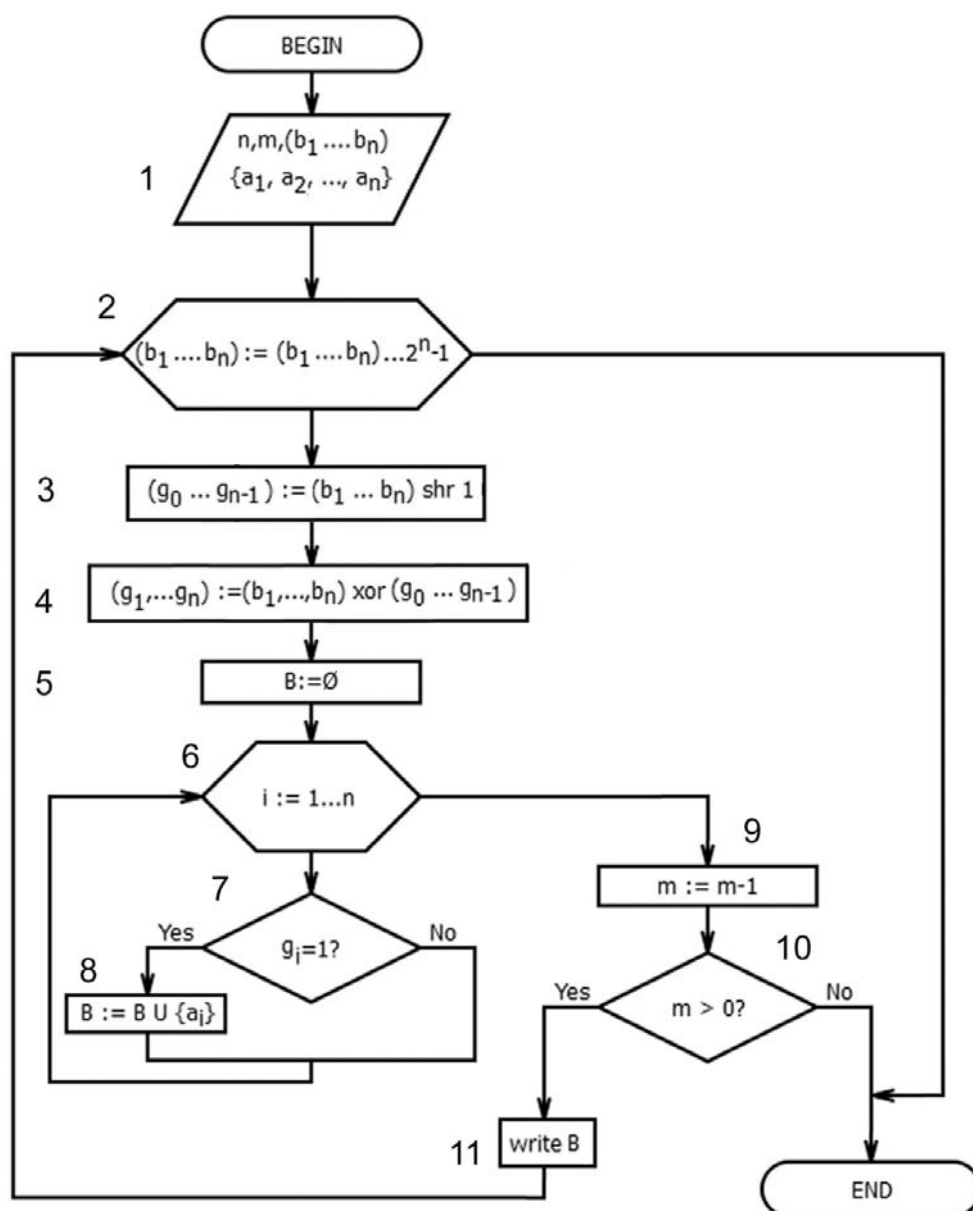 BEGIN
1
n,m,(b₁ .... bₙ)
{a₁, a₂, ..., aₙ}
2
(b₁ .... bₙ) := (b₁ .... bₙ) ...2ⁿ-1
3
(g₀ ... gₙ₋₁) := (b₁ ... bₙ) shr 1
4
(g₁,...gₙ) :=(b₁,...,bₙ) xor (g₀ ... gₙ₋₁)
5
B:=Ø
6
i := 1...n
7
Yes
gᵢ=1?
No
8
B := B U {aᵢ}
9
m := m-1
10
Yes
m > 0?
No
11
write B
END